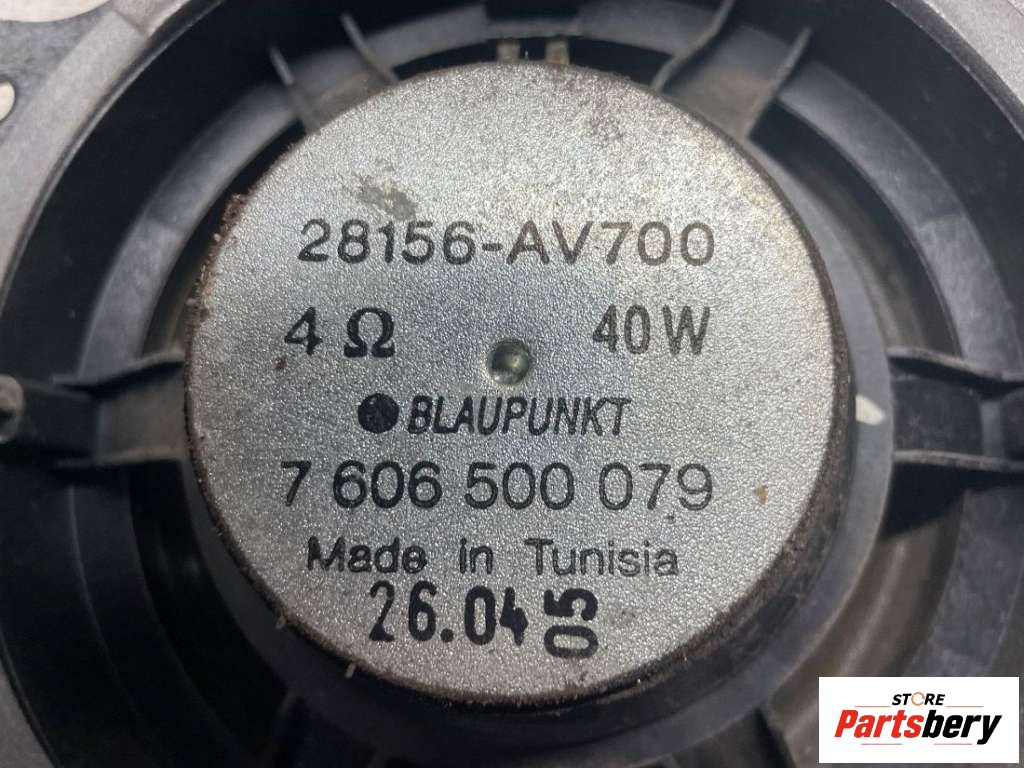 28156-AV700
4 Ω 40W
BLAUPUNKT
7 606 500 079
Made in Tunisia
26.04 05
STORE
Partsbery